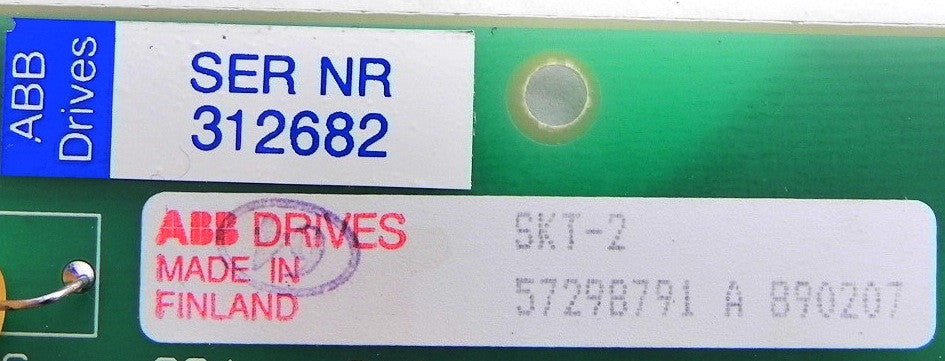 ABB
Drives
SER NR
312682
ABB DRIVES
MADE IN
FINLAND
SKT-2
57298791 A 890207